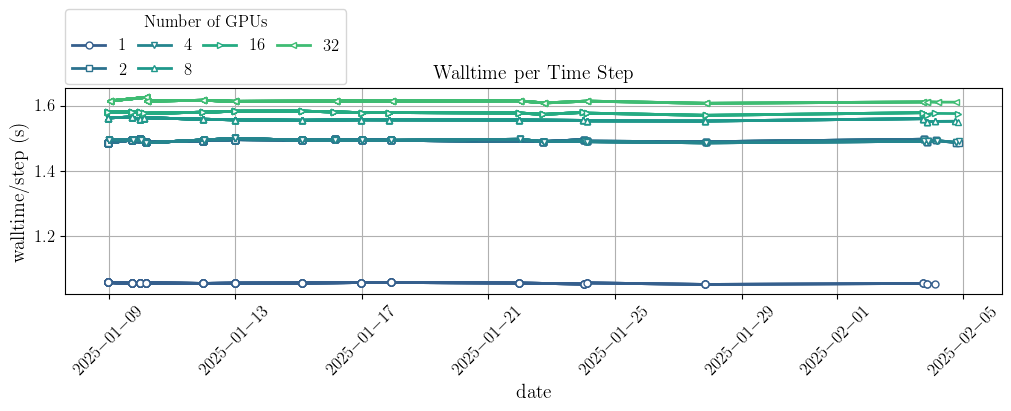 Number of GPUs
1 4 16 32
2 8
Walltime per Time Step
walltime/step (s)
1.6
1.4
1.2
2025−01−09
2025−01−13
2025−01−17
2025−01−21
2025−01−25
2025−01−29
2025−02−01
2025−02−05
date